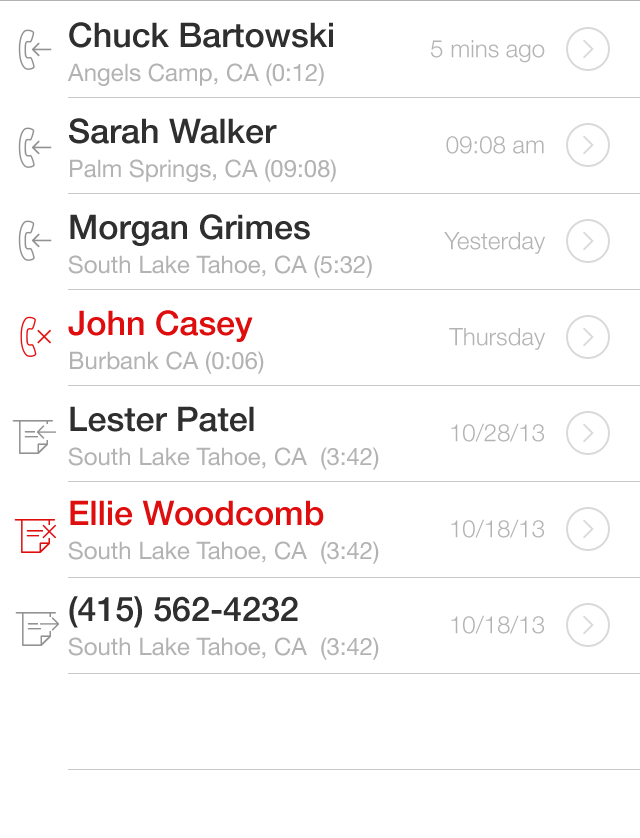 Chuck Bartowski
5 mins ago
Angels Camp, CA (0:12)
Sarah Walker
09:08 am
Palm Springs, CA (09:08)
Morgan Grimes
Yesterday
South Lake Tahoe, CA (5:32)
John Casey
Thursday
Burbank CA (0:06)
Lester Patel
10/28/13
South Lake Tahoe, CA  (3:42)
Ellie Woodcomb
10/18/13
South Lake Tahoe, CA  (3:42)
(415) 562-4232
10/18/13
South Lake Tahoe, CA  (3:42)